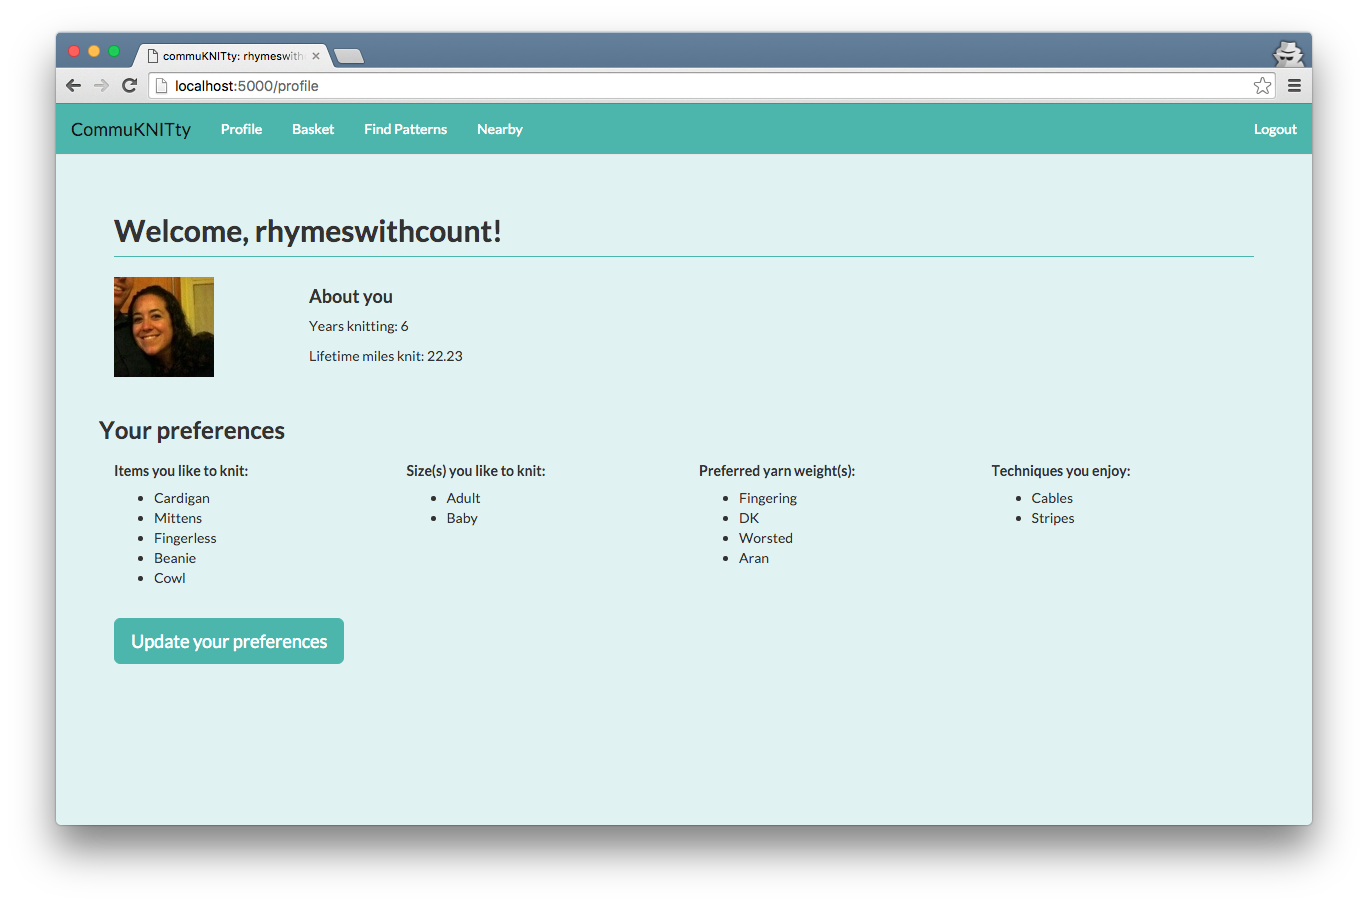 commuKNITty: rhymeswith
localhost:5000/profile
CommuKNITty Profile Basket Find Patterns Nearby Logout
Welcome, rhymeswithcount!
About you
Years knitting: 6
Lifetime miles knit: 22.23
Your preferences
Items you like to knit:
Cardigan
Mittens
Fingerless
Beanie
Cowl
Size(s) you like to knit:
Adult
Baby
Preferred yarn weight(s):
Fingering
DK
Worsted
Aran
Techniques you enjoy:
Cables
Stripes
Update your preferences